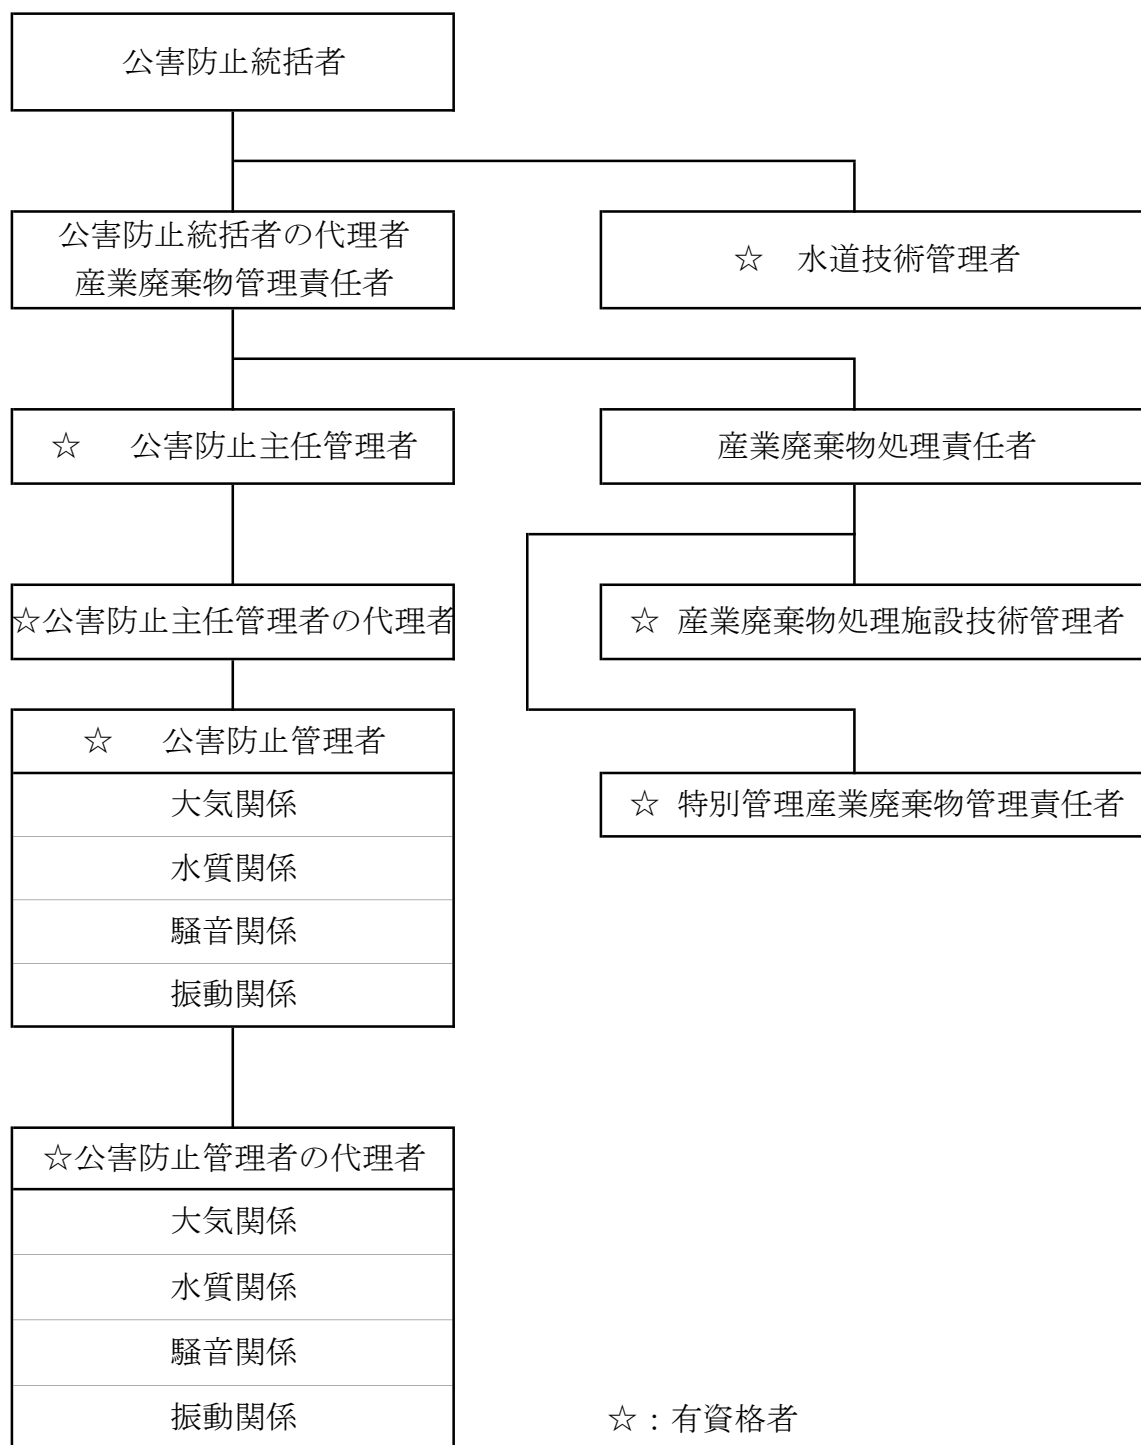 公害防止統括者
公害防止統括者の代理者
産業廃棄物管理責任者
☆　水道技術管理者
☆　公害防止主任管理者
産業廃棄物処理責任者
☆公害防止主任管理者の代理者
☆ 産業廃棄物処理施設技術管理者
☆　公害防止管理者
大気関係
水質関係
騒音関係
振動関係
☆ 特別管理産業廃棄物管理責任者
☆公害防止管理者の代理者
大気関係
水質関係
騒音関係
振動関係
☆：有資格者